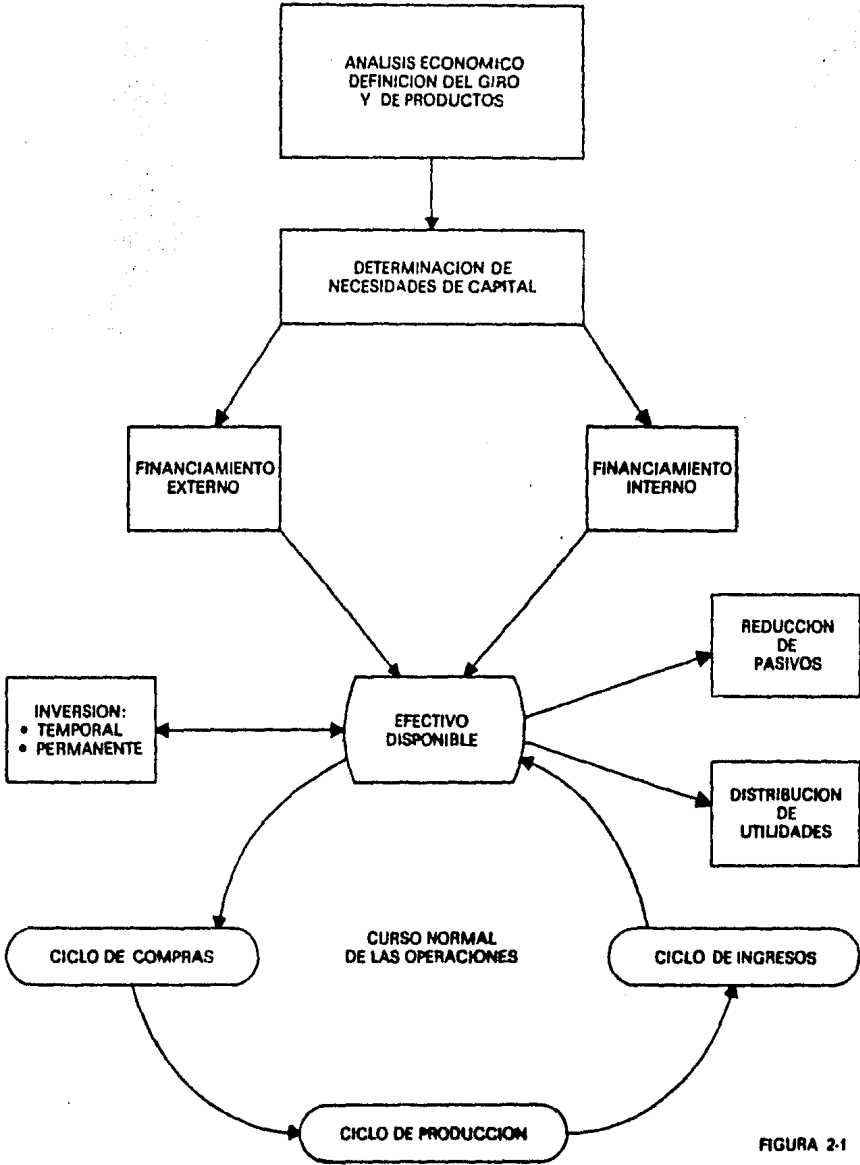 ANALISIS ECONOMICO
DEFINICION DEL GIRO
Y DE PRODUCTOS
DETERMINACION DE
NECESIDADES DE CAPITAL
FINANCIAMIENTO
EXTERNO
FINANCIAMIENTO
INTERNO
REDUCCION
DE
PASIVOS
INVERSION:
• TEMPORAL
• PERMANENTE
EFECTIVO
DISPONIBLE
DISTRIBUCION
DE
UTILIDADES
CICLO DE COMPRAS
CURSO NORMAL
DE LAS OPERACIONES
CICLO DE INGRESOS
CICLO DE PRODUCCION
FIGURA 2-1